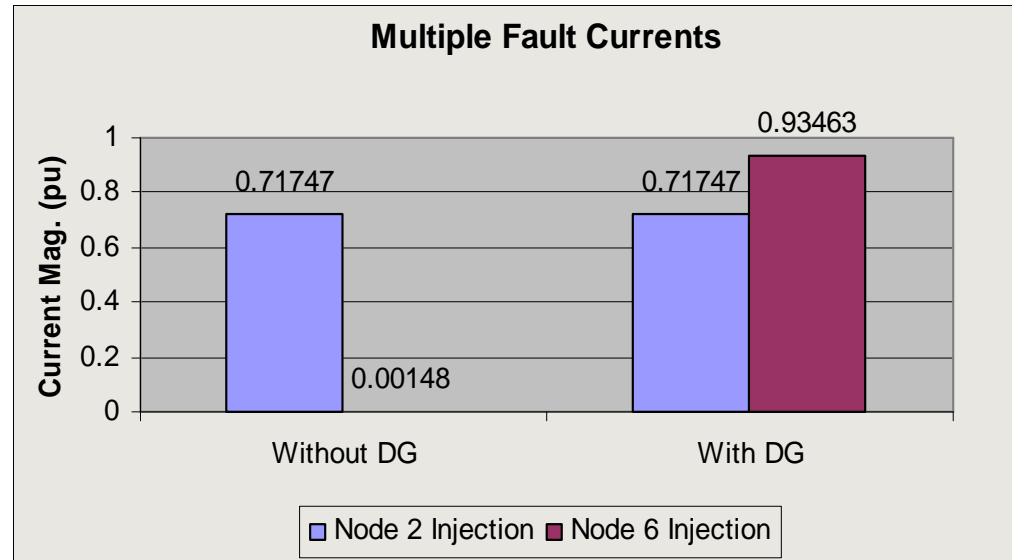 Multiple Fault Currents
Current Mag. (pu)
1
0.8
0.6
0.4
0.2
0
0.71747
0.00148
0.71747
0.93463
Without DG
With DG
Node 2 Injection Node 6 Injection